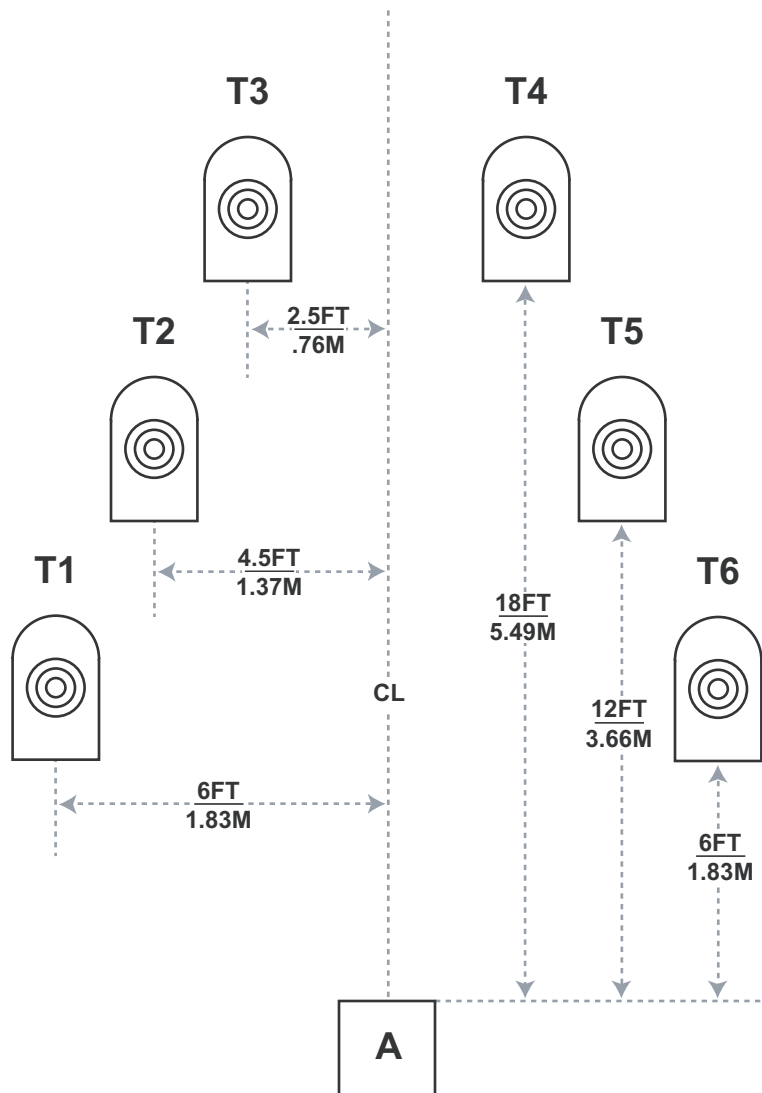 T3
T4
2.5FT
.76M
T2
T5
4.5FT
1.37M
T1
T6
18FT
5.49M
CL
12FT
3.66M
6FT
1.83M
6FT
1.83M
A